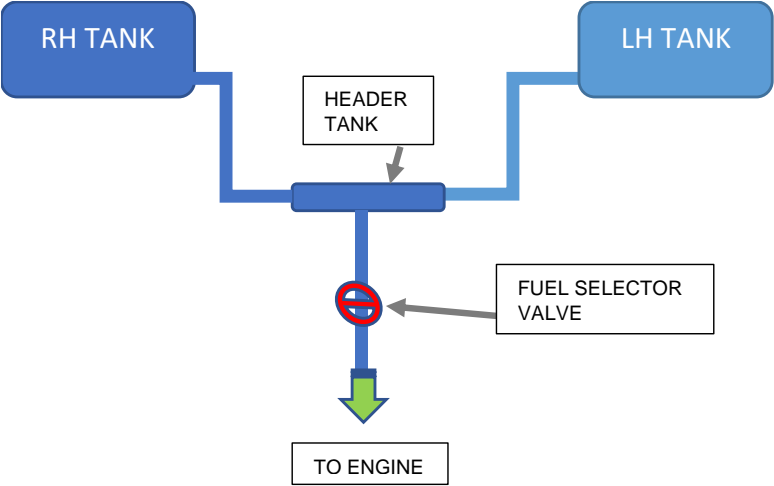 RH TANK
LH TANK
HEADER
TANK
FUEL SELECTOR
VALVE
TO ENGINE